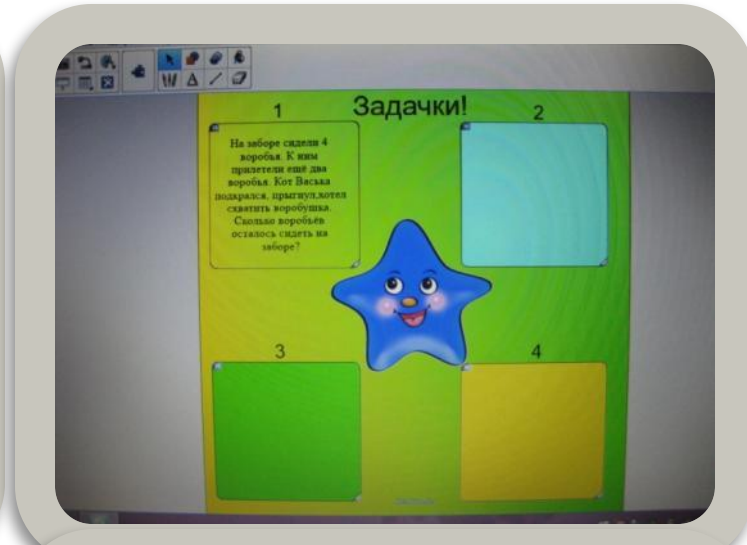 Задачки!
1
2
На заборе сидели 4
воробья. К ним
прилетели ещё два
воробья. Кот Васька
подкрался, прыгнул,хотел
схватить воробушка.
Сколько воробьёв
осталось сидеть на
заборе?
3
4